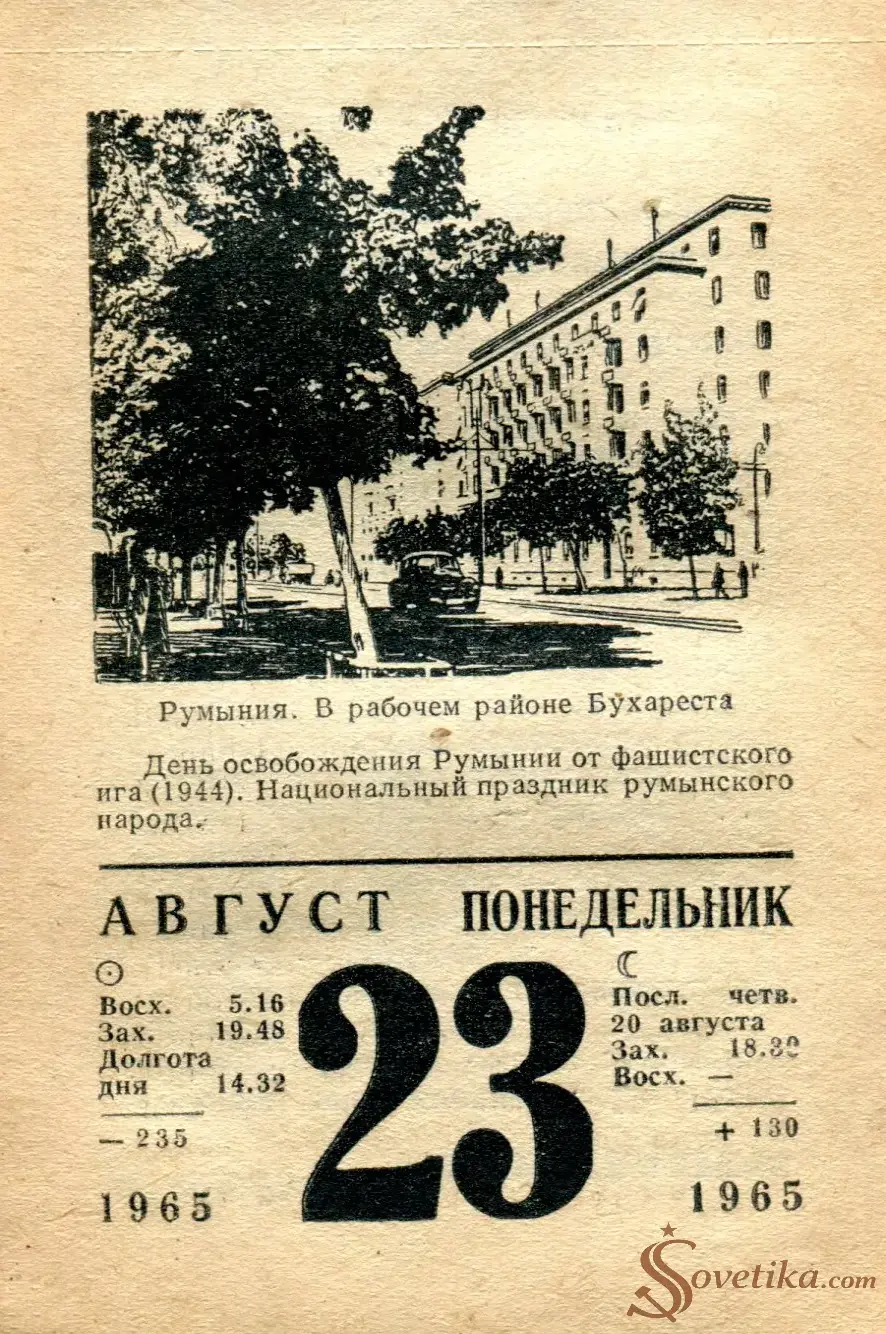 Румыния. В рабочем районе Бухареста
День освобождения Румынии от фашистского
ига (1944). Национальный праздник румынского
народа.
АВГУСТ ПОНЕДЕЛЬНИК
23
Восх. 5.16
Зах. 19.48
Долгота
дня 14.32
— 235
1965
Посл. четв.
20 августа
Зах.
Восх. —
+ 130
1965
Sovetika.com